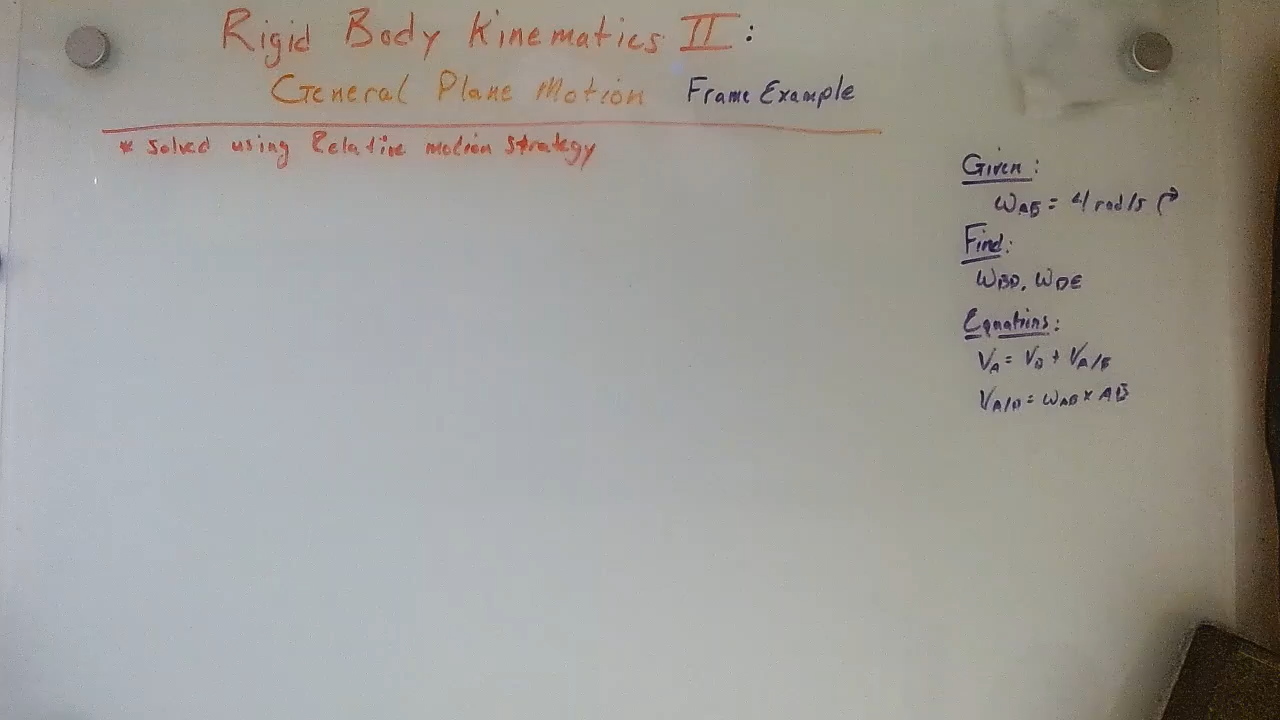 Rigid Body Kinematics II:
General Plane Motion Frame Example
* Solved using Relative motion strategy
Given:
ωAB = 4 rad/s ↷
Find:
ωBD, ωDE
Equations:
VA = VB + VA/B
VA/B = ωAB × AB